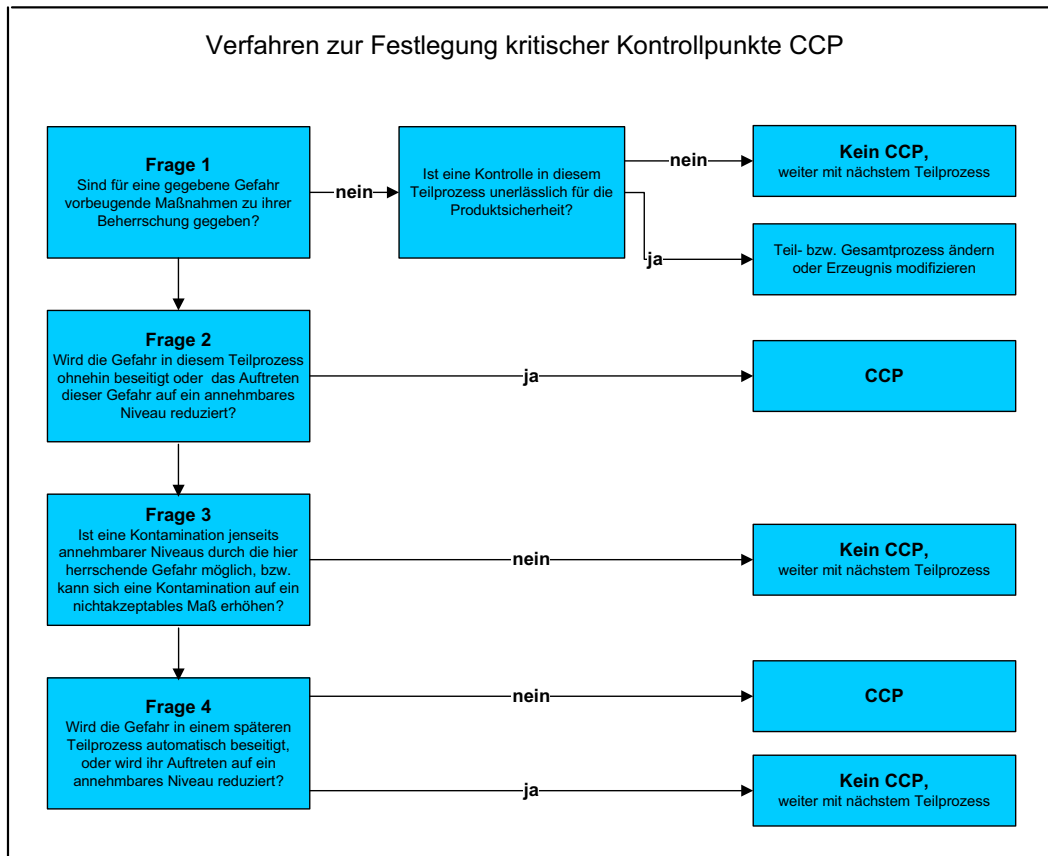 Verfahren zur Festlegung kritischer Kontrollpunkte CCP
Frage 1
Sind für eine gegebene Gefahr
vorbeugende Maßnahmen zu ihrer
Beherrschung gegeben?
nein
Ist eine Kontrolle in diesem
Teilprozess unerlässlich für die
Produktsicherheit?
nein
Kein CCP,
weiter mit nächstem Teilprozess
ja
Teil- bzw. Gesamtprozess ändern
oder Erzeugnis modifizieren
Frage 2
Wird die Gefahr in diesem Teilprozess
ohnehin beseitigt oder das Auftreten
dieser Gefahr auf ein annehmbares
Niveau reduziert?
ja
CCP
Frage 3
Ist eine Kontamination jenseits
annehmbarer Niveaus durch die hier
herrschende Gefahr möglich, bzw.
kann sich eine Kontamination auf ein
nichtakzeptables Maß erhöhen?
nein
Kein CCP,
weiter mit nächstem Teilprozess
Frage 4
Wird die Gefahr in einem späteren
Teilprozess automatisch beseitigt,
oder wird ihr Auftreten auf ein
annehmbares Niveau reduziert?
nein
CCP
ja
Kein CCP,
weiter mit nächstem Teilprozess